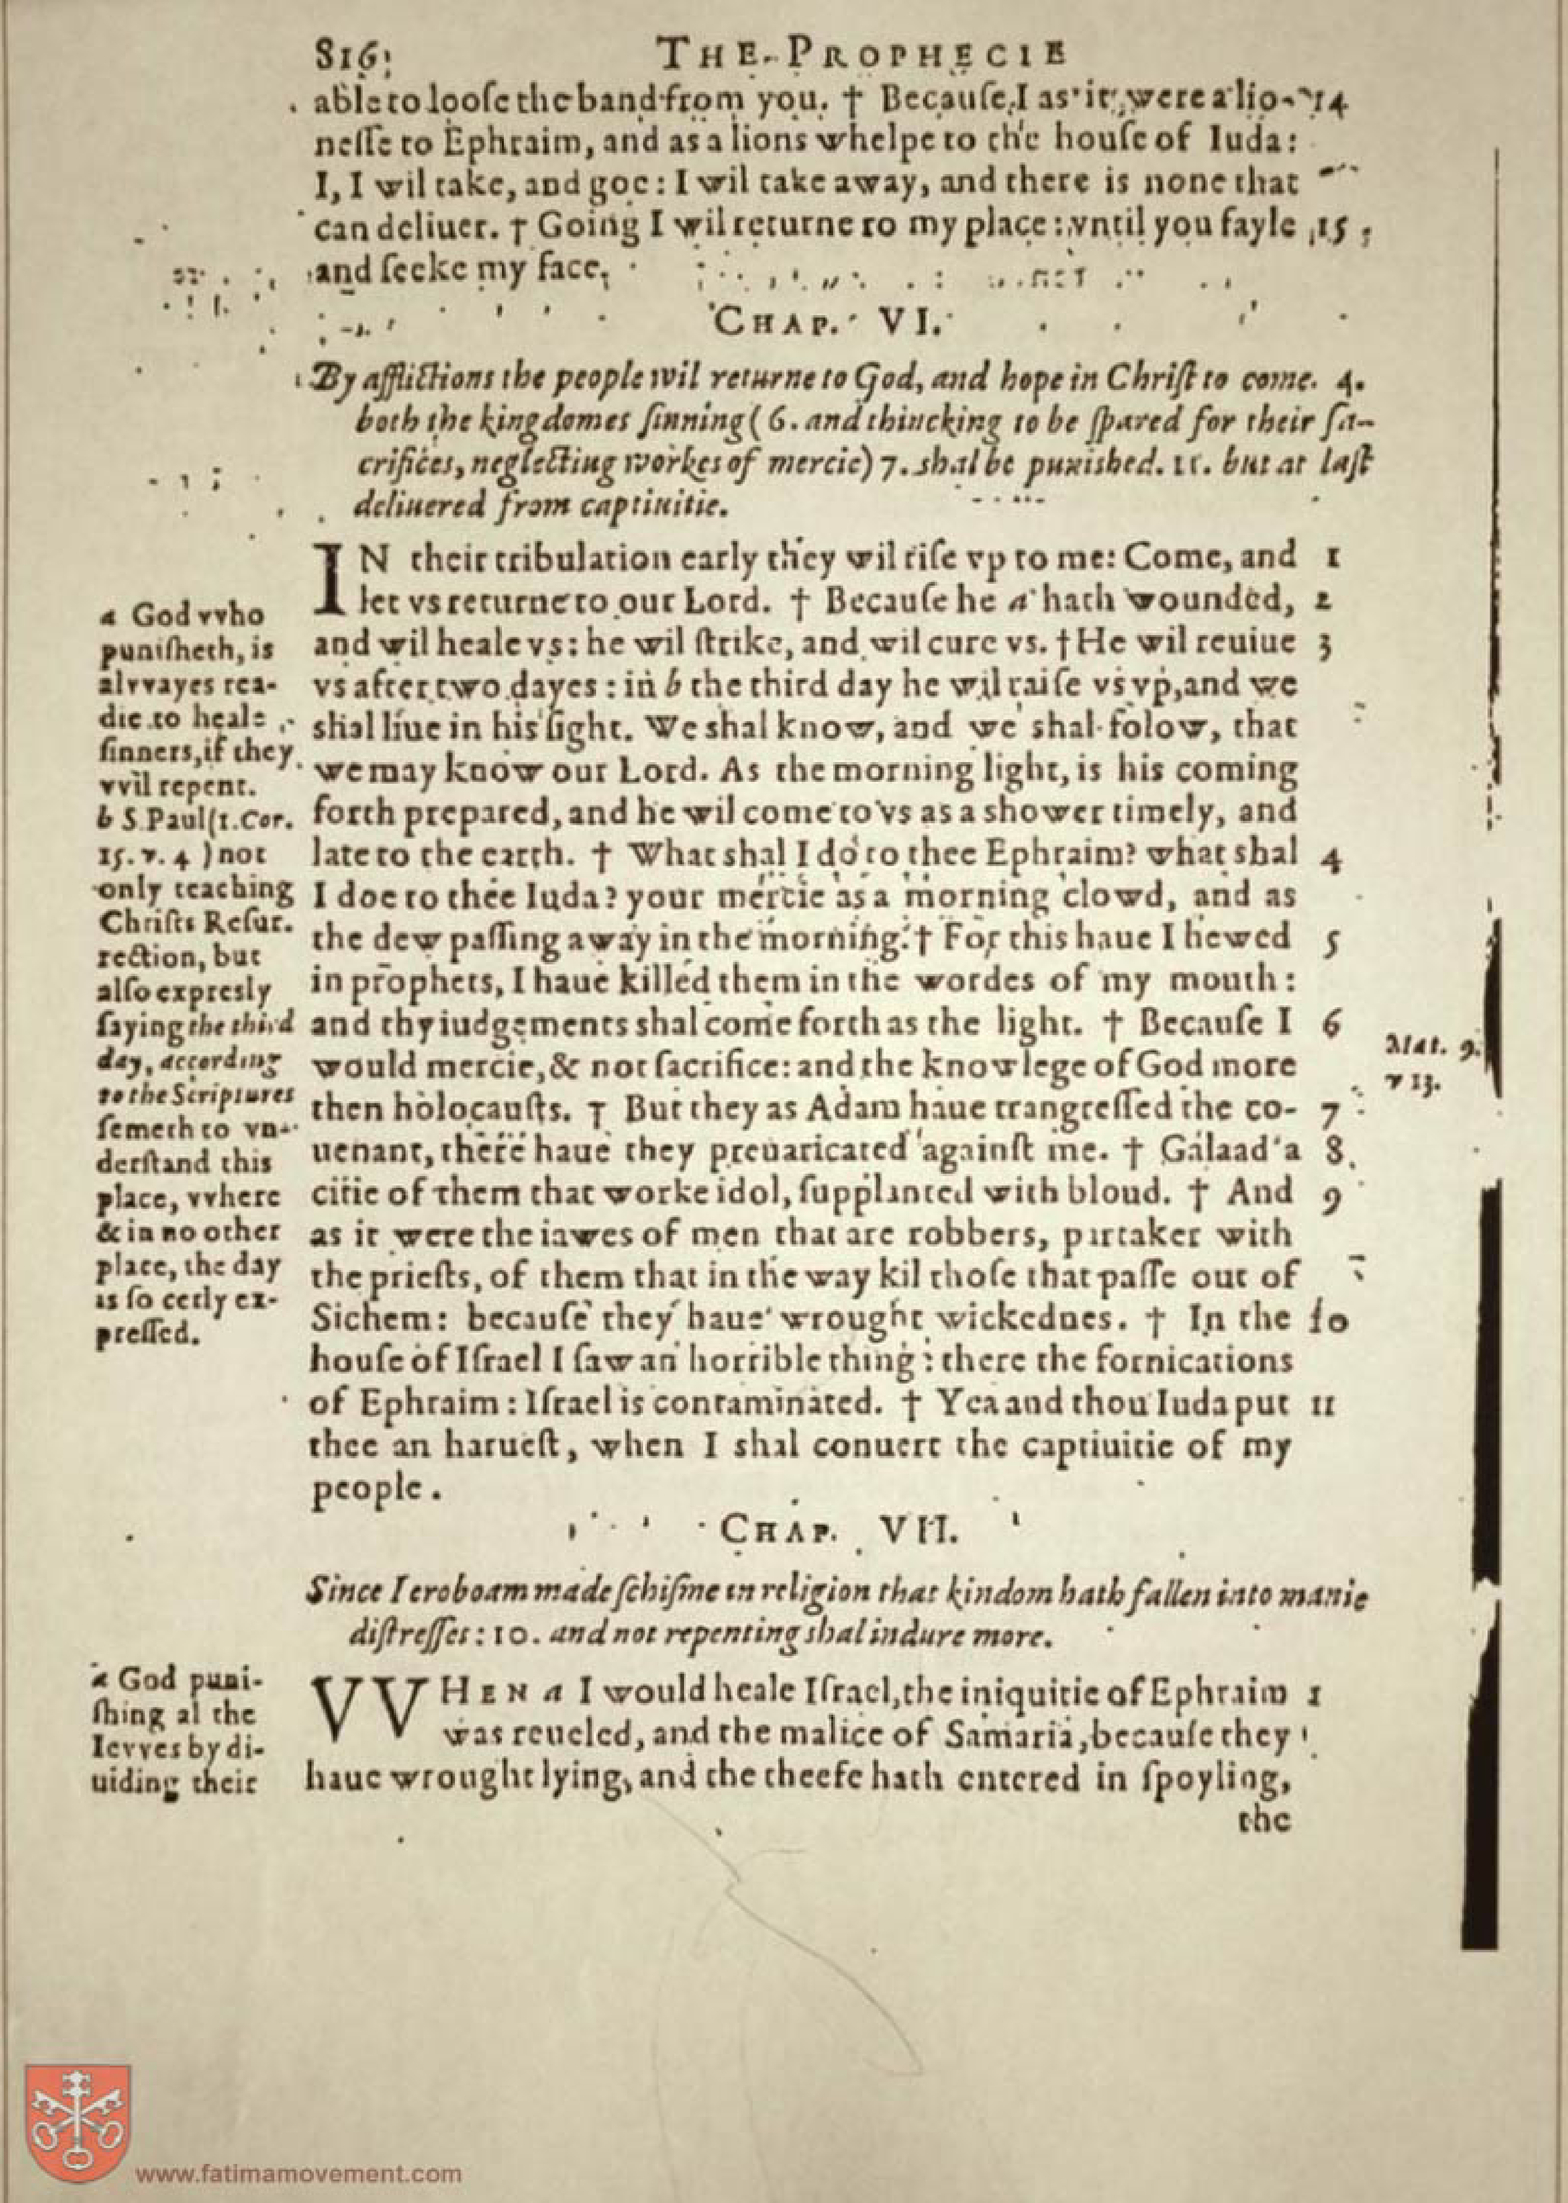 816: THE PROPHECIE
able to looſe the band from you. † Becauſe I as it were a lio- 14
neſſe to Ephraim, and as a lions whelpe to the houſe of Iuda:
I, I wil take, and goe: I wil take away, and there is none that
can deliuer. † Going I wil returne to my place: vntil you fayle 15
and ſeeke my face.
CHAP. VI.
By afflictions the people wil returne to God, and hope in Chriſt to come. 4.
both the kingdomes ſinning (6. and thincking to be ſpared for their ſa-
crifices, neglecting workes of mercie) 7. shal be punished. 11. but at laſt
deliuered from captiuitie.
IN their tribulation early they wil riſe vp to me: Come, and 1
let vs returne to our Lord. † Becauſe he a hath wounded, 2
and wil heale vs: he wil ſtrike, and wil cure vs. † He wil reuiue 3
vs after two dayes: in b the third day he wil raiſe vs vp, and we
shal liue in his ſight. We shal know, and we shal folow, that
we may know our Lord. As the morning light, is his coming
forth prepared, and he wil come to vs as a shower timely, and
late to the earth. † What shal I do to thee Ephraim? what shal 4
I doe to thee Iuda? your mercie as a morning clowd, and as
the dew paſſing away in the morning. † For this haue I hewed 5
in prophets, I haue killed them in the wordes of my mouth:
and thy iudgements shal come forth as the light. † Becauſe I 6
would mercie, & not ſacrifice: and the knowlege of God more
then holocauſts. † But they as Adam haue trangreſſed the co- 7
uenant, there haue they preuaricated againſt me. † Galaad a 8
citie of them that worke idol, ſupplanted with bloud. † And 9
as it were the iawes of men that are robbers, partaker with
the prieſts, of them that in the way kil thoſe that paſſe out of
Sichem: becauſe they haue wrought wickednes. † In the 10
houſe of Iſrael I ſaw an horrible thing: there the fornications
of Ephraim: Iſrael is contaminated. † Yea and thou Iuda put 11
thee an harueſt, when I shal conuert the captiuitie of my
people.
a God vvho
puniſheth, is
alvvayes rea-
die to heale
ſinners, if they
vvil repent.
b S. Paul (1. Cor.
15. v. 4) not
only teaching
Chriſts Reſur-
rection, but
alſo expresly
ſaying the third
day, according
to the Scriptures
ſemeth to vn-
derſtand this
place, vvhere
& in no other
place, the day
is ſo cerly ex-
preſſed.
Mat. 9.
v 13.
CHAP. VII.
Since Ieroboam made ſchiſme in religion that kindom hath fallen into manie
diſtreſſes: 10. and not repenting shal indure more.
VVHEN a I would heale Iſrael, the iniquitie of Ephraim 1
was reueled, and the malice of Samaria, becauſe they
haue wrought lying, and the theefe hath entered in ſpoyling,
the
a God puni-
ſhing al the
Ievves by di-
uiding their
www.fatimamovement.com